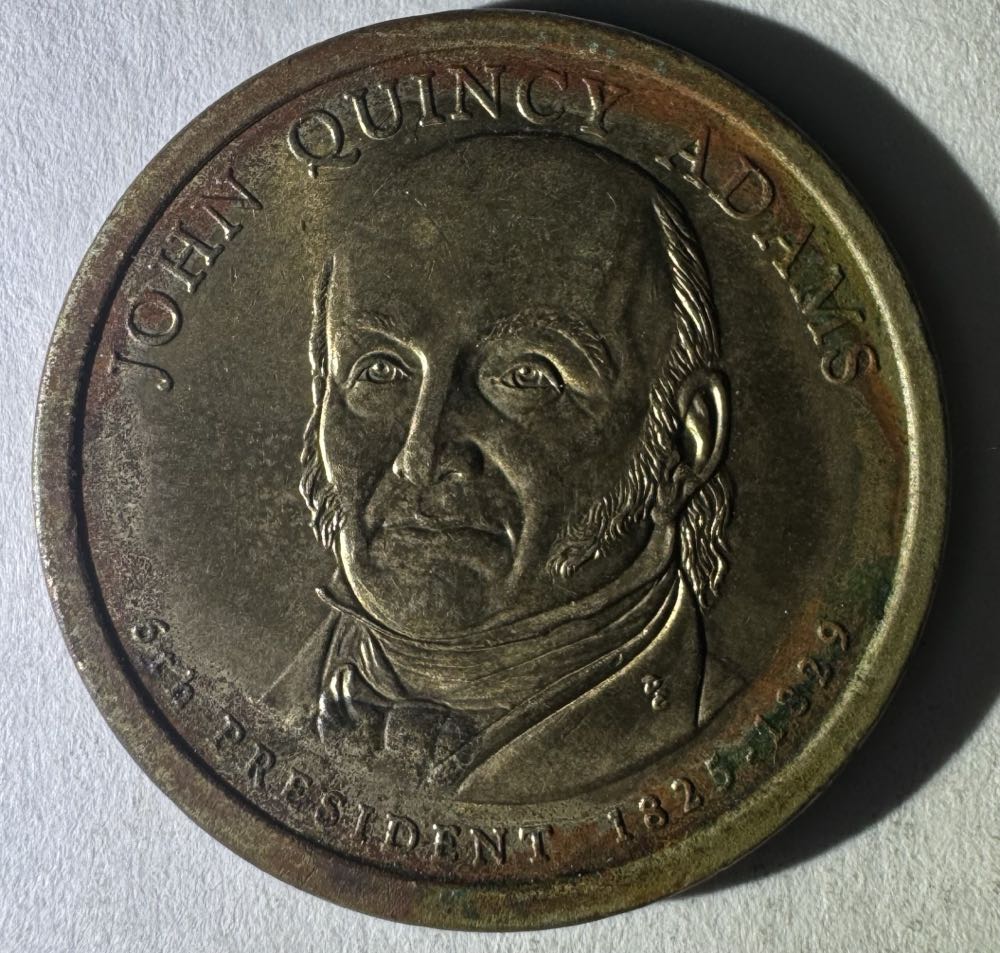 JOHN QUINCY ADAMS
6th PRESIDENT 1825-1829